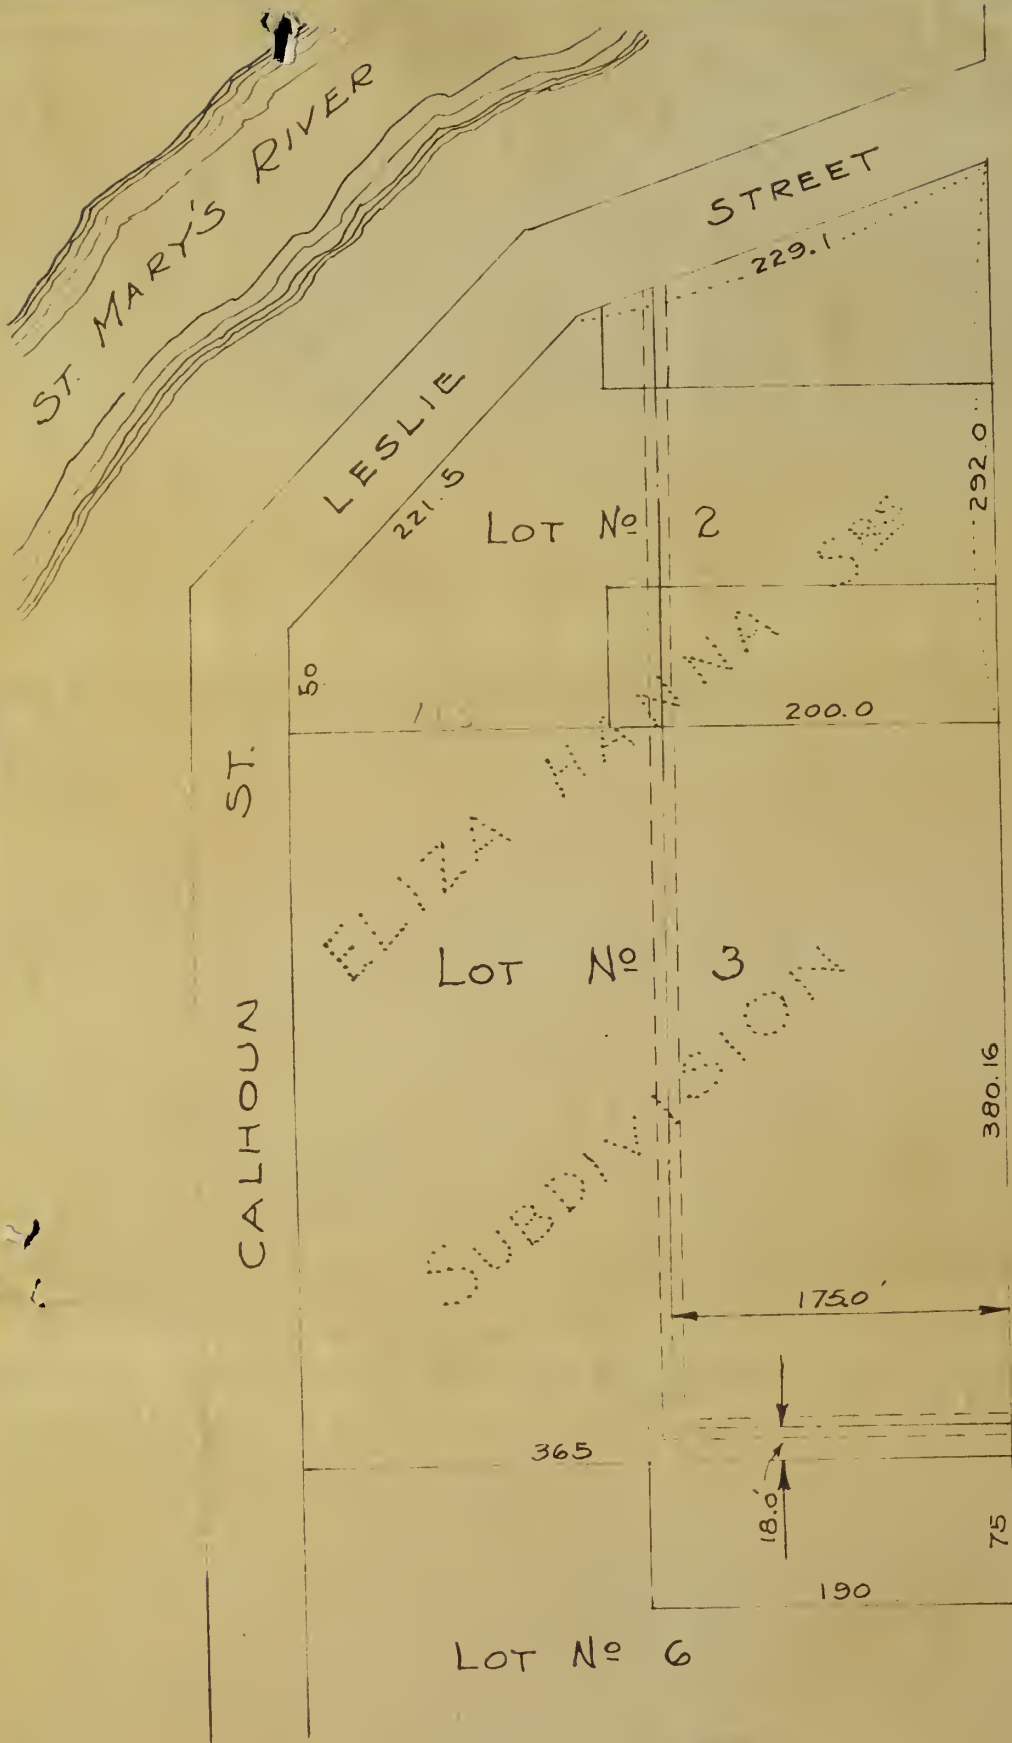 ST. MARY'S RIVER
LESLIE STREET
229.1
221.5
292.0
LOT Nº 2
50
200.0
CALHOUN ST.
ELIZA HANNA
SUBDIVISION
LOT Nº 3
380.16
175.0'
365
18.0'
75
190
LOT Nº 6